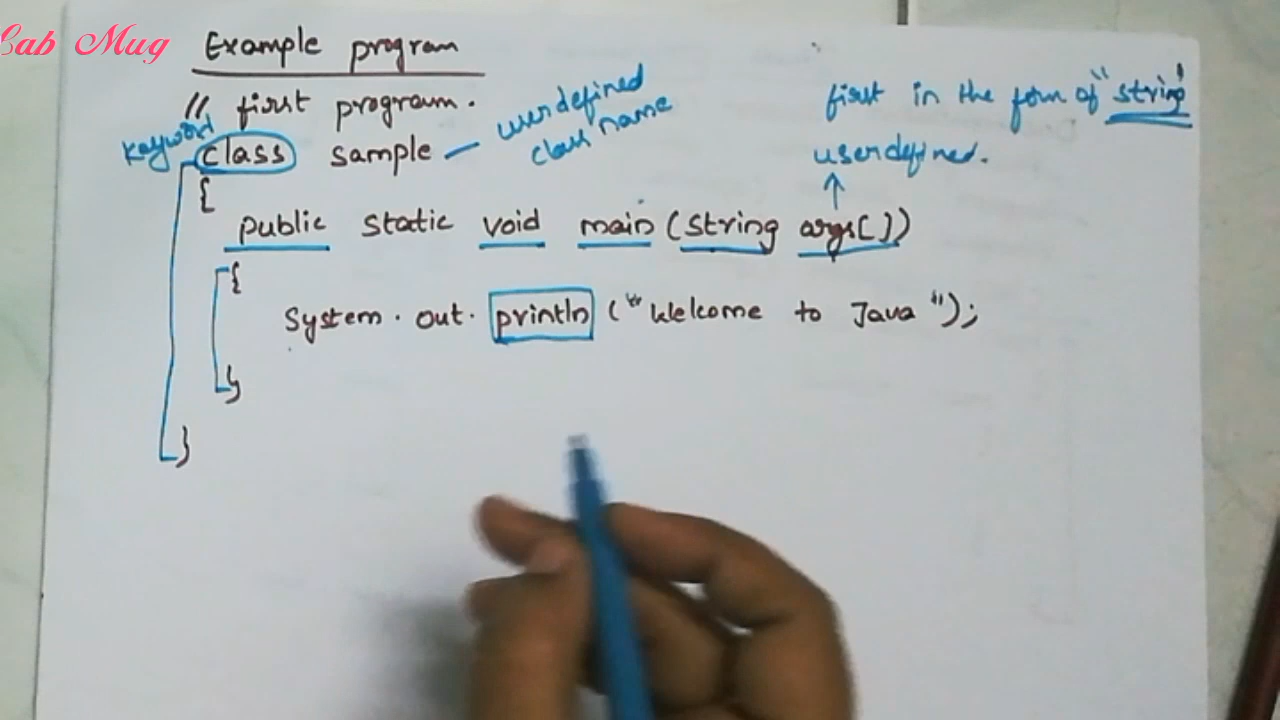 Cab Mug
Example program
// first program.
keyword
class sample
userdefined
class name
first in the form of "string"
userdefined.
{
public static void main (string args[])
{
System.out.println ("Welcome to Java");
}
}